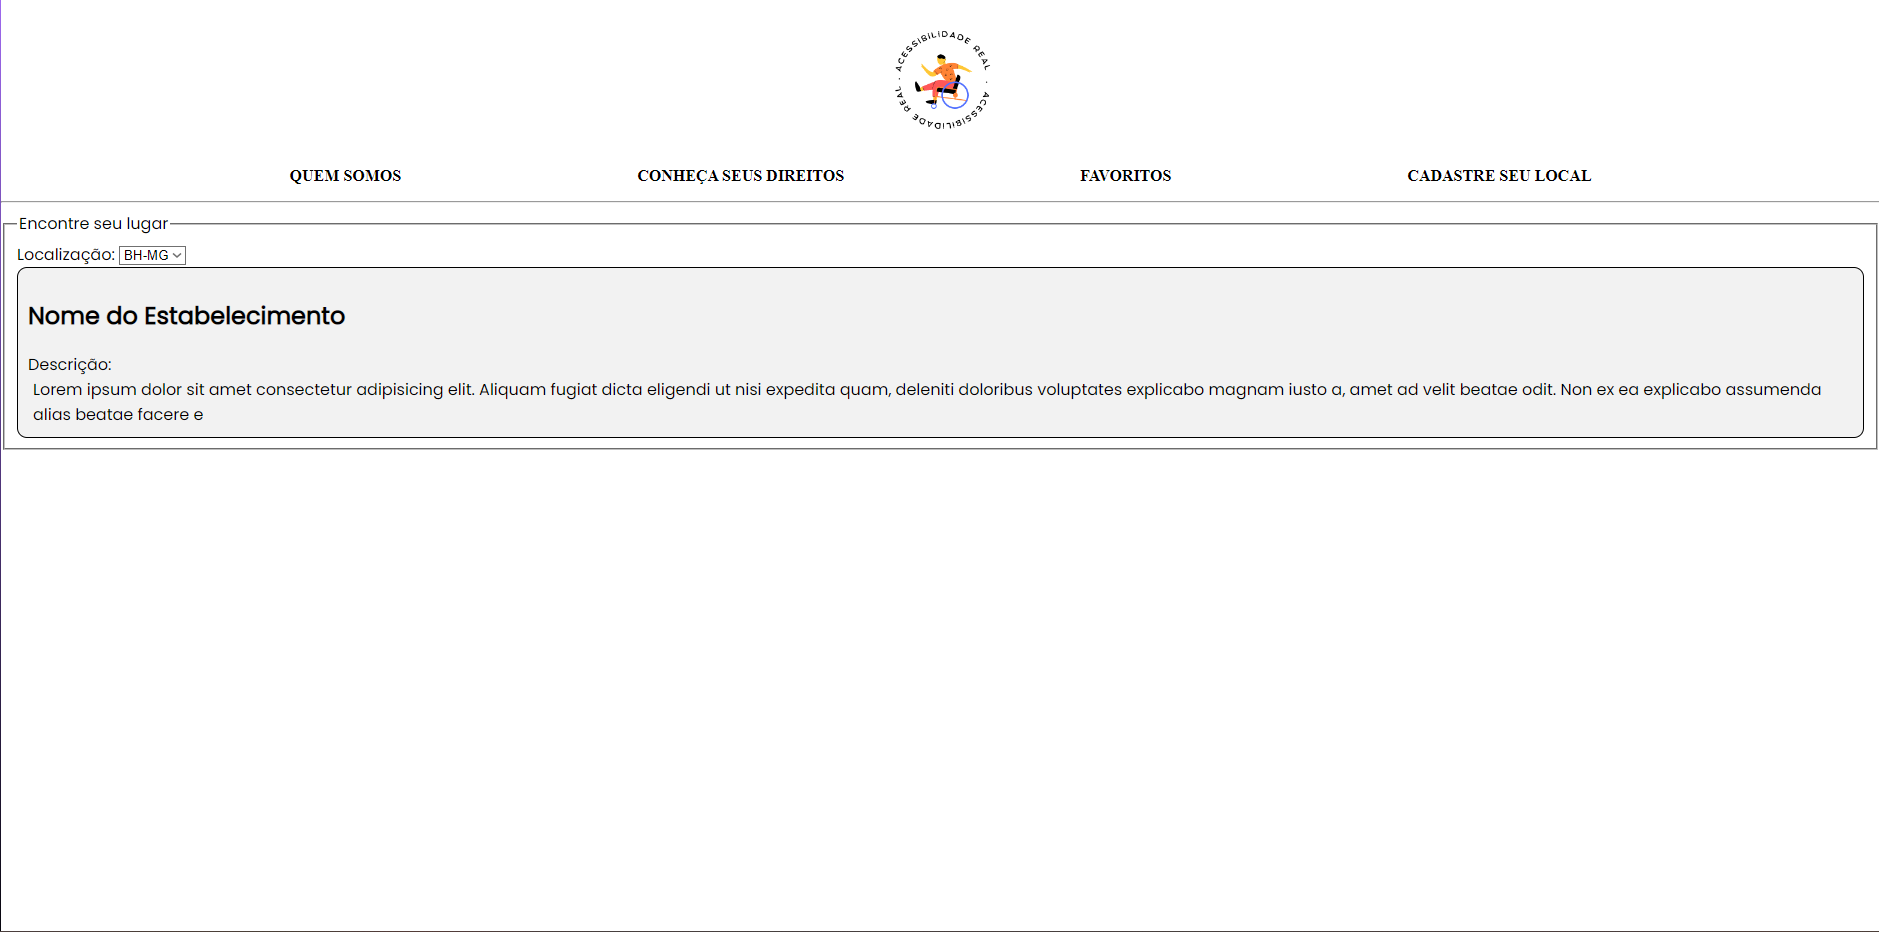 ACESSIBILIDADE REAL · ACESSIBILIDADE REAL ·
QUEM SOMOS
CONHEÇA SEUS DIREITOS
FAVORITOS
CADASTRE SEU LOCAL
Encontre seu lugar
Localização: BH-MG
Nome do Estabelecimento
Descrição:
Lorem ipsum dolor sit amet consectetur adipisicing elit. Aliquam fugiat dicta eligendi ut nisi expedita quam, deleniti doloribus voluptates explicabo magnam iusto a, amet ad velit beatae odit. Non ex ea explicabo assumenda
alias beatae facere e